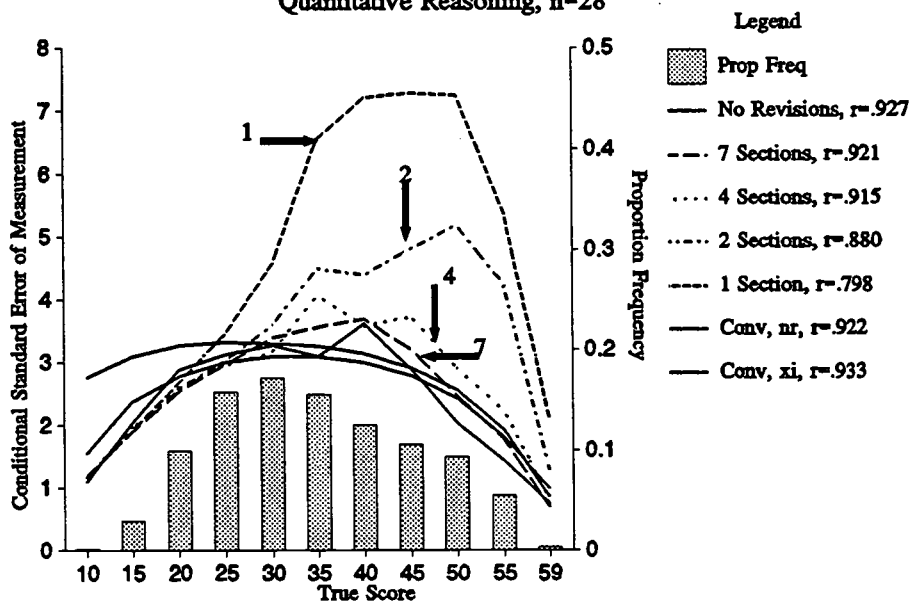 Quantitative Reasoning, n=28
Legend
Prop Freq
No Revisions, r=.927
7 Sections, r=.921
4 Sections, r=.915
2 Sections, r=.880
1 Section, r=.798
Conv, nr, r=.922
Conv, xi, r=.933
Conditional Standard Error of Measurement
8
7
6
5
4
3
2
1
0
0.5
0.4
0.3
0.2
0.1
0
Proportion Frequency
1
2
4
7
10 15 20 25 30 35 40 45 50 55 59
True Score